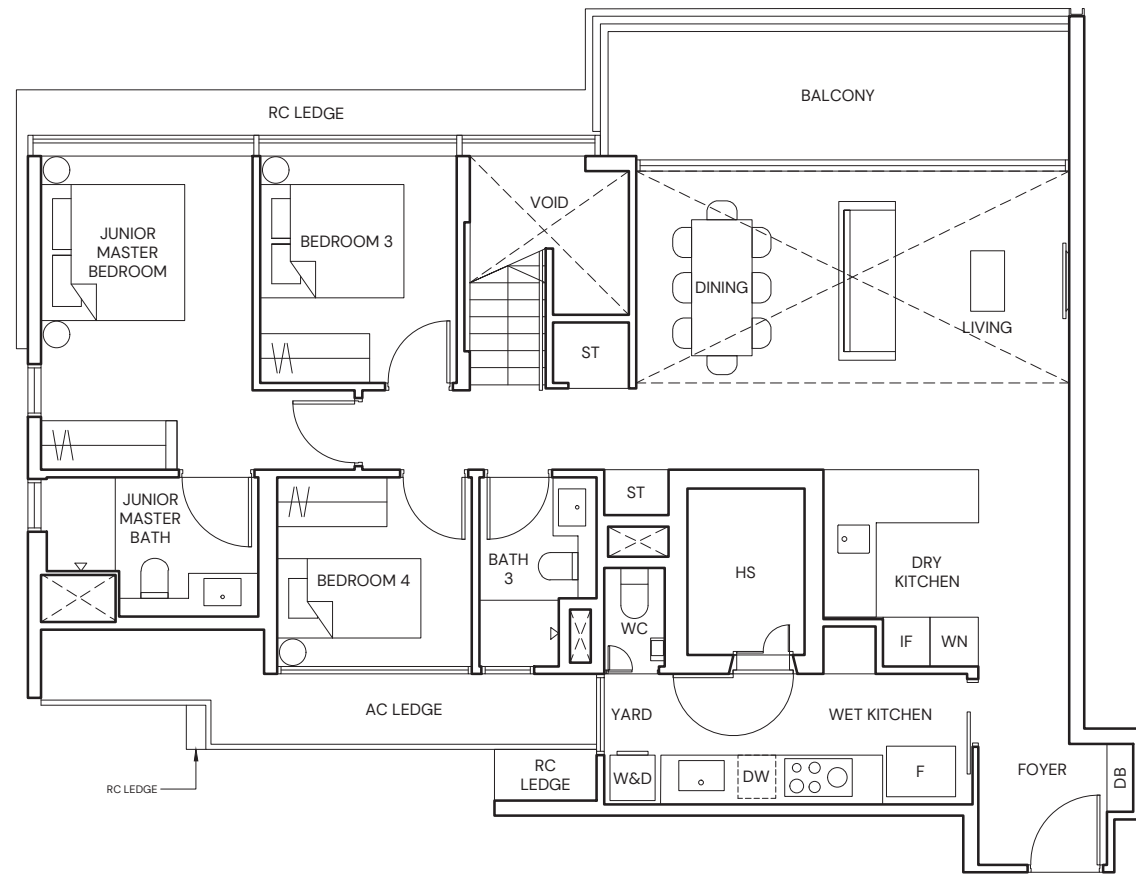 BALCONY
RC LEDGE
VOID
JUNIOR
MASTER
BEDROOM
BEDROOM 3
DINING
LIVING
ST
ST
JUNIOR
MASTER
BATH
BATH
3
BEDROOM 4
HS
DRY
KITCHEN
WC
IF
WN
AC LEDGE
YARD
WET KITCHEN
RC
LEDGE
W&D
DW
F
FOYER
DB
RC LEDGE